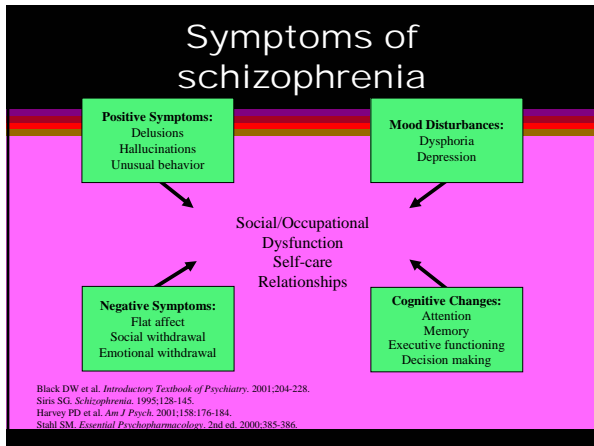 Symptoms of
schizophrenia
Positive Symptoms:
Delusions
Hallucinations
Unusual behavior
Mood Disturbances:
Dysphoria
Depression
Social/Occupational
Dysfunction
Self-care
Relationships
Negative Symptoms:
Flat affect
Social withdrawal
Emotional withdrawal
Cognitive Changes:
Attention
Memory
Executive functioning
Decision making
Black DW et al. Introductory Textbook of Psychiatry. 2001;204-228.
Siris SG. Schizophrenia. 1995;128-145.
Harvey PD et al. Am J Psych. 2001;158:176-184.
Stahl SM. Essential Psychopharmacology. 2nd ed. 2000;385-386.